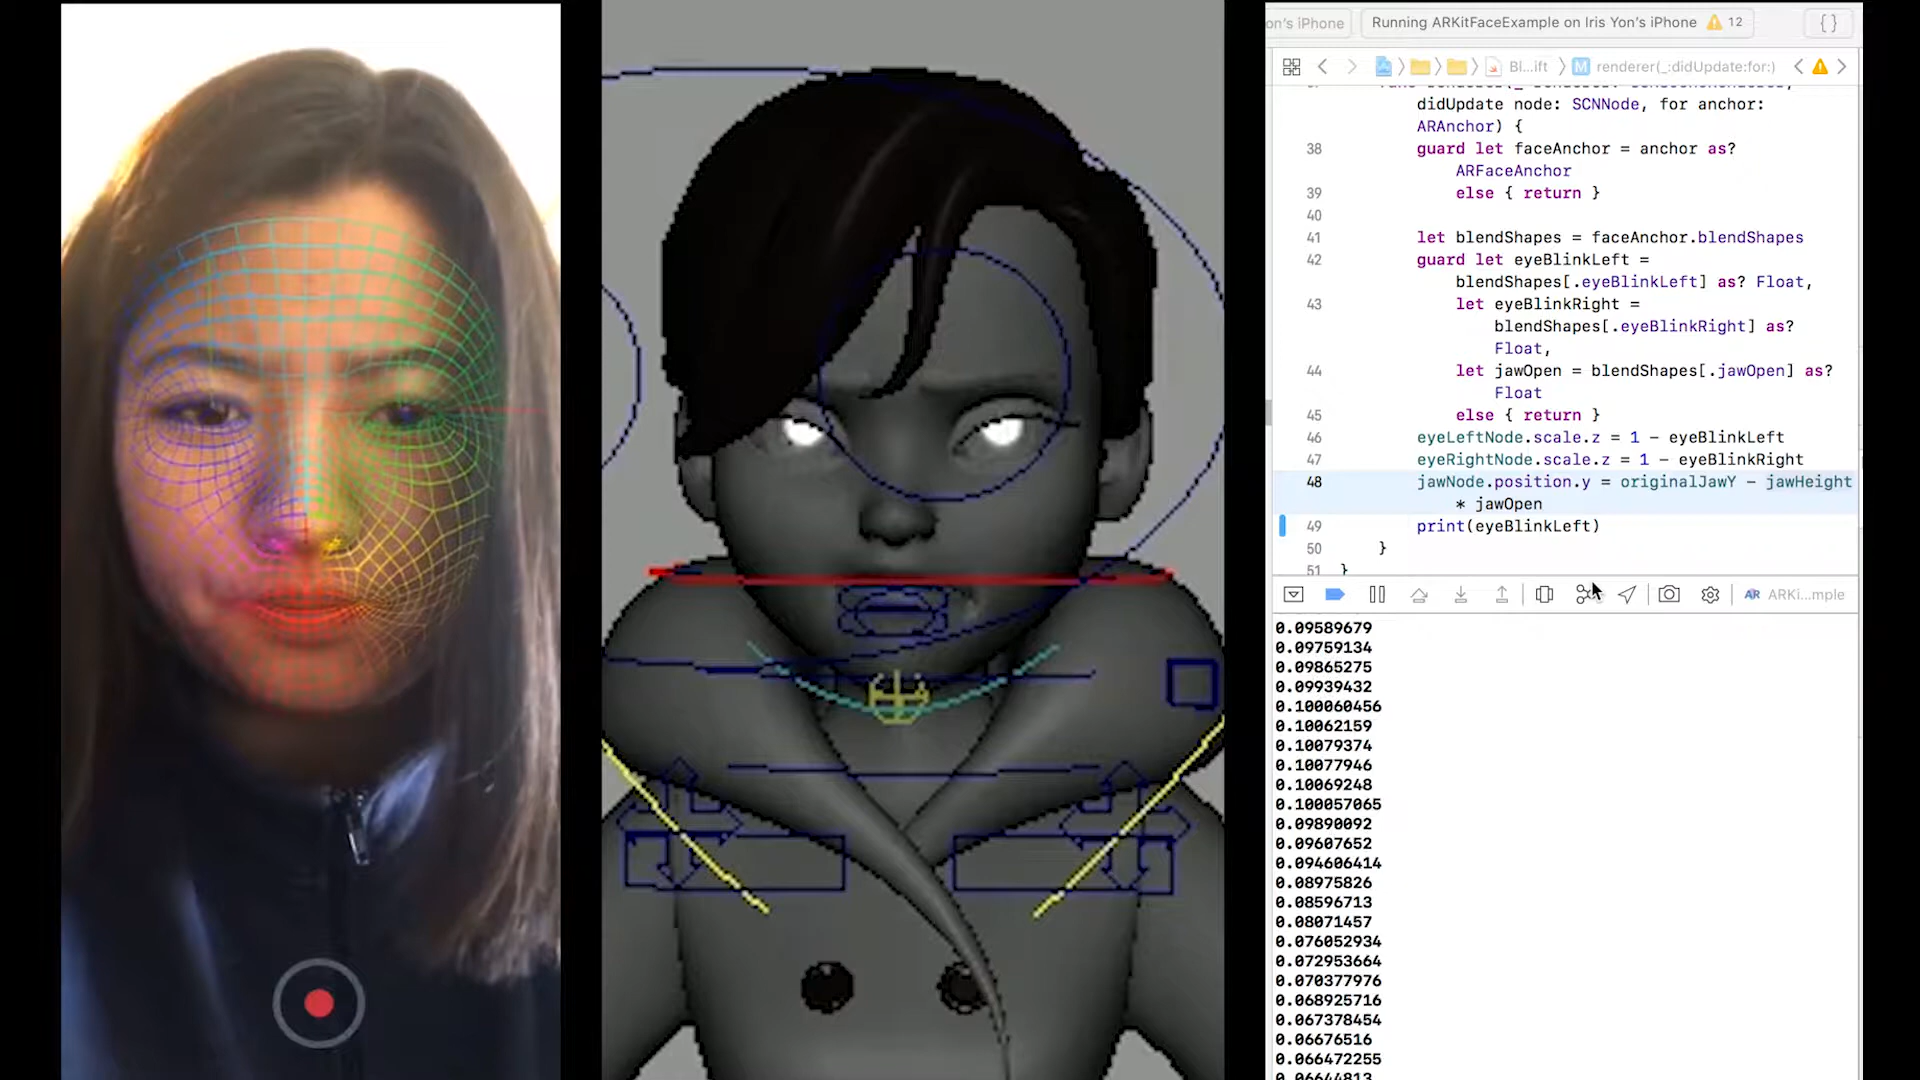 on's iPhone
Running ARKitFaceExample on Iris Yon's iPhone
12
{ }
Bl...ift
M
renderer(_:didUpdate:for:)
didUpdate node: SCNNode, for anchor:
ARAnchor) {
38 guard let faceAnchor = anchor as?
ARFaceAnchor
39 else { return }
40
41 let blendShapes = faceAnchor.blendShapes
42 guard let eyeBlinkLeft =
blendShapes[.eyeBlinkLeft] as? Float,
43 let eyeBlinkRight =
blendShapes[.eyeBlinkRight] as?
Float,
44 let jawOpen = blendShapes[.jawOpen] as?
Float
45 else { return }
46 eyeLeftNode.scale.z = 1 - eyeBlinkLeft
47 eyeRightNode.scale.z = 1 - eyeBlinkRight
48 jawNode.position.y = originalJawY - jawHeight
* jawOpen
49 print(eyeBlinkLeft)
50 }
51 }
AR ARKi...mple
0.09589679
0.09759134
0.09865275
0.09939432
0.100060456
0.10062159
0.10079374
0.10077946
0.10069248
0.100057065
0.09890092
0.09607652
0.094606414
0.08975826
0.08596713
0.08071457
0.076052934
0.072953664
0.070377976
0.068925716
0.067378454
0.06676516
0.066472255
0.06644813